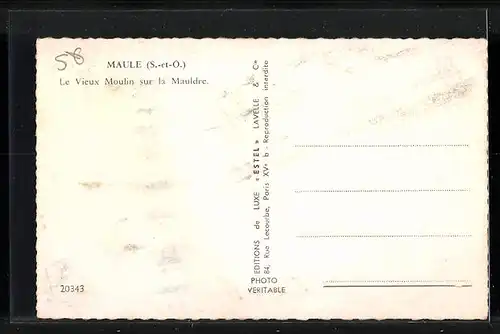 58
MAULE (S.-et-O.)
Le Vieux Moulin sur la Mauldre.
EDITIONS de LUXE « ESTEL » LAVELLE & Cie
84, Rue Lecourbe, Paris XVe b - Reproduction interdite
PHOTO
VERITABLE
20343